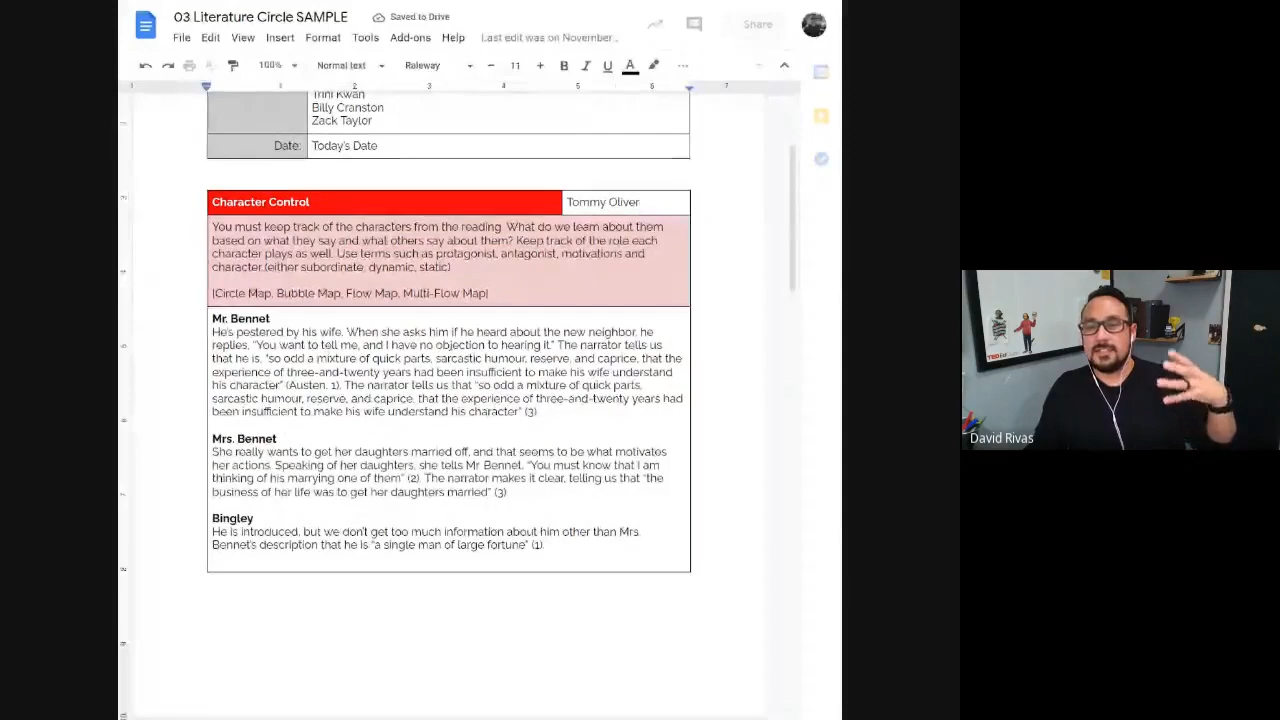 03 Literature Circle SAMPLE
Saved to Drive
Share
File Edit View Insert Format Tools Add-ons Help Last edit was on November...
100% Normal text Raleway - 11 + B I U A ...
1 1 2 3 4 5 6 7
Trini Kwan
Billy Cranston
Zack Taylor
Date: Today's Date
Character Control Tommy Oliver
You must keep track of the characters from the reading. What do we learn about them
based on what they say and what others say about them? Keep track of the role each
character plays as well. Use terms such as protagonist, antagonist, motivations and
character (either subordinate, dynamic, static)
[Circle Map, Bubble Map, Flow Map, Multi-Flow Map]
Mr. Bennet
He's pestered by his wife. When she asks him if he heard about the new neighbor, he
replies, "You want to tell me, and I have no objection to hearing it." The narrator tells us
that he is, "so odd a mixture of quick parts, sarcastic humour, reserve, and caprice, that the
experience of three-and-twenty years had been insufficient to make his wife understand
his character" (Austen, 1). The narrator tells us that "so odd a mixture of quick parts,
sarcastic humour, reserve, and caprice, that the experience of three-and-twenty years had
been insufficient to make his wife understand his character" (3)
Mrs. Bennet
She really wants to get her daughters married off, and that seems to be what motivates
her actions. Speaking of her daughters, she tells Mr Bennet, "You must know that I am
thinking of his marrying one of them" (2). The narrator makes it clear, telling us that "the
business of her life was to get her daughters married" (3)
Bingley
He is introduced, but we don't get too much information about him other than Mrs.
Bennet's description that he is "a single man of large fortune" (1).
TEDEd
David Rivas